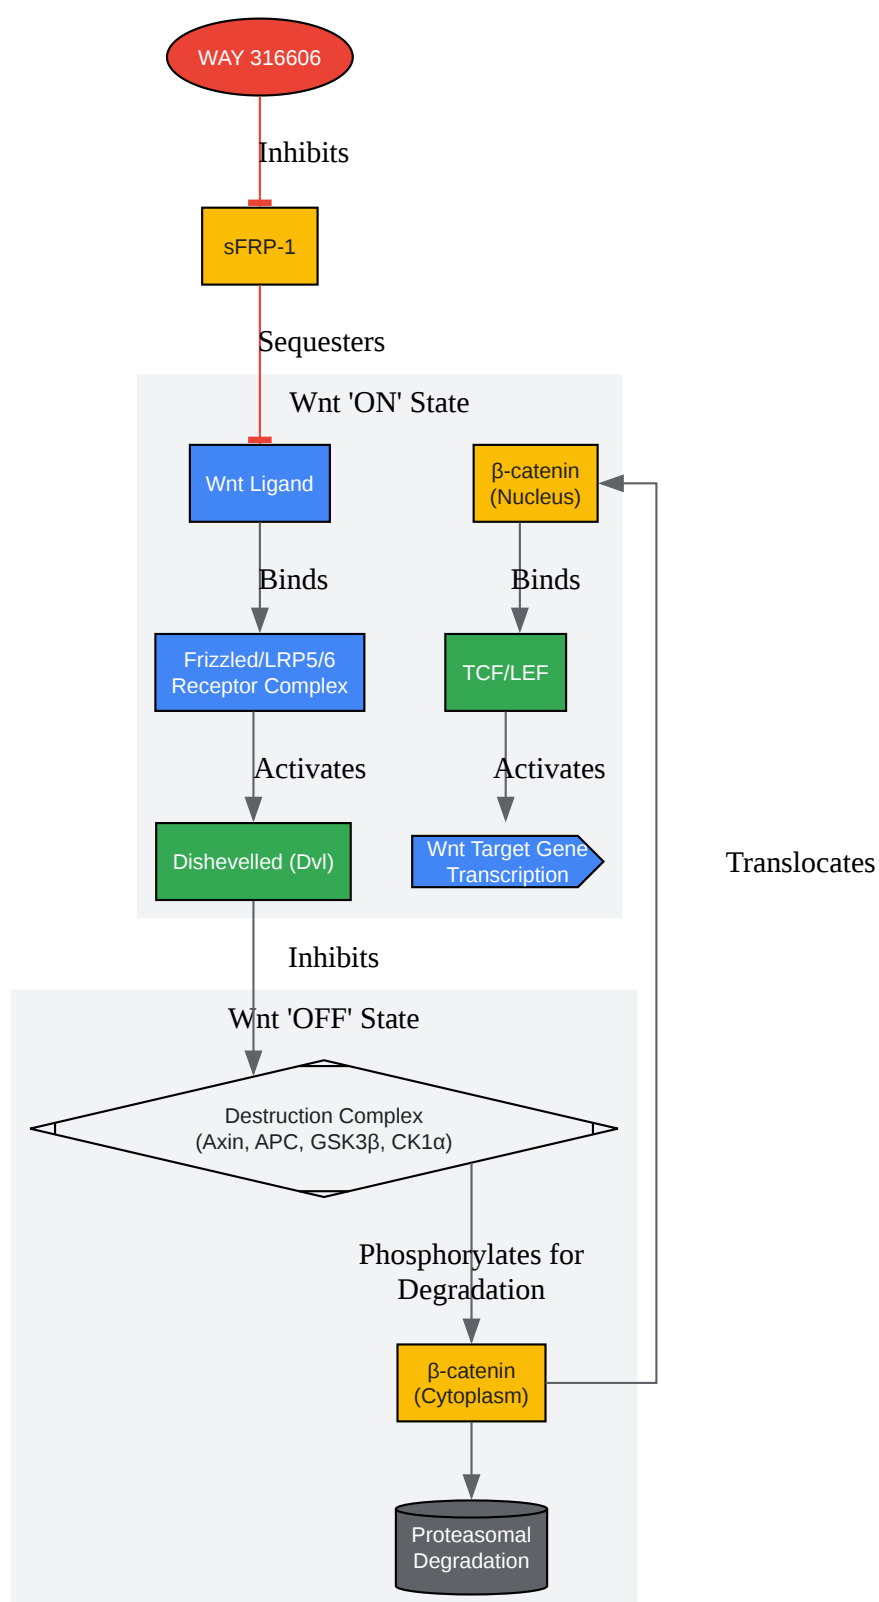 WAY 316606
Inhibits
sFRP-1
Sequesters
Wnt 'ON' State
Wnt Ligand
β-catenin
(Nucleus)
Binds
Binds
Frizzled/LRP5/6
Receptor Complex
TCF/LEF
Activates
Activates
Dishevelled (Dvl)
Wnt Target Gene
Transcription
Translocates
Inhibits
Wnt 'OFF' State
Destruction Complex
(Axin, APC, GSK3β, CK1α)
Phosphorylates for
Degradation
β-catenin
(Cytoplasm)
Proteasomal
Degradation